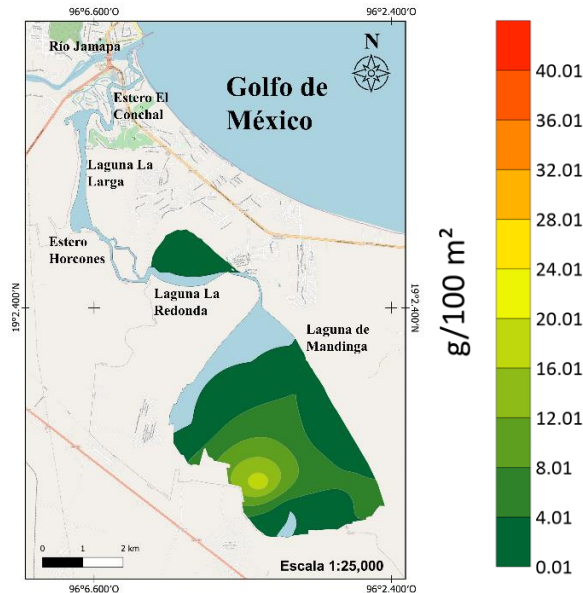 96°6.600'O
96°2.400'O
Río Jamapa
N
Golfo de
México
Estero El
Conchal
Laguna La
Larga
Estero
Horcones
Laguna La
Redonda
Laguna de
Mandinga
19°2.400'N
19°2.400'N
0 1 2 km
Escala 1:25,000
96°6.600'O
96°2.400'O
g/100 m²
40.01
36.01
32.01
28.01
24.01
20.01
16.01
12.01
8.01
4.01
0.01